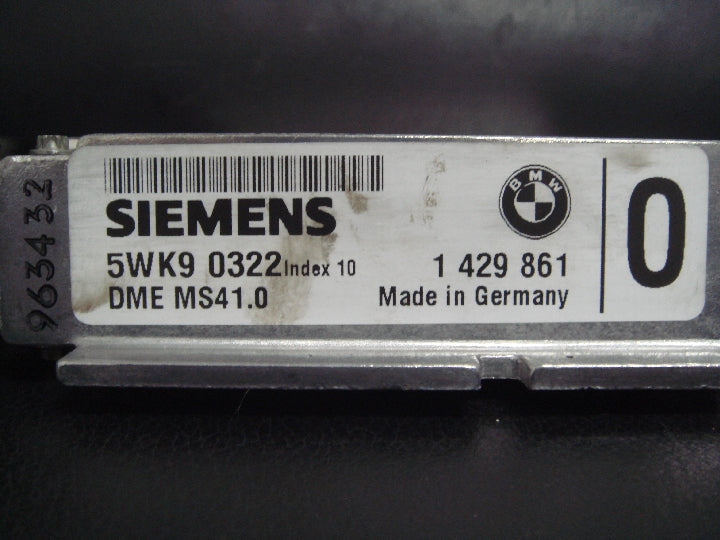 963432
SIEMENS
BMW
5WK9 0322 Index 10
1 429 861
DME MS41.0
Made in Germany
0